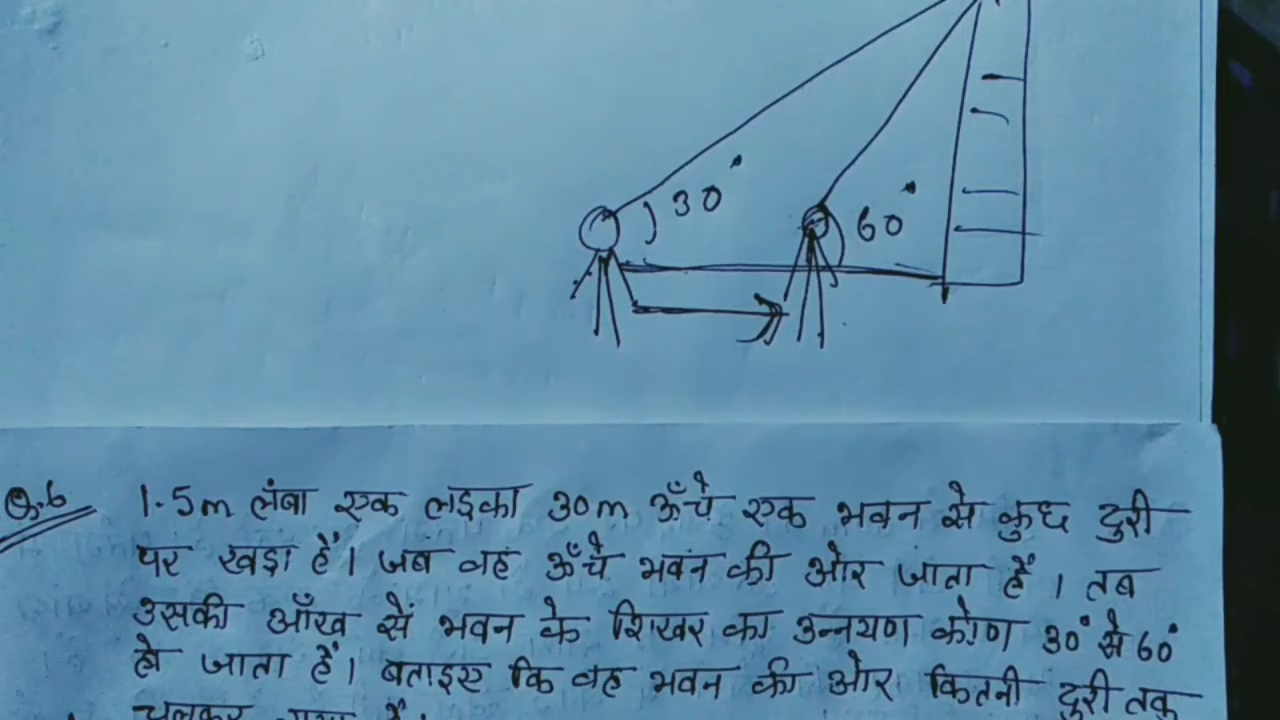 30°
60°
Q.6 1.5m लंबा एक लड़का 30m ऊँचे एक भवन से कुछ दुरी
पर खड़ा हैं। जब वह ऊँचे भवन की ओर जाता हैं। तब
उसकी आँख सें भवन के शिखर का उन्नयण कोण 30° से 60°
हो जाता हैं। बताइए कि वह भवन की ओर कितनी दुरी तक
चलकर